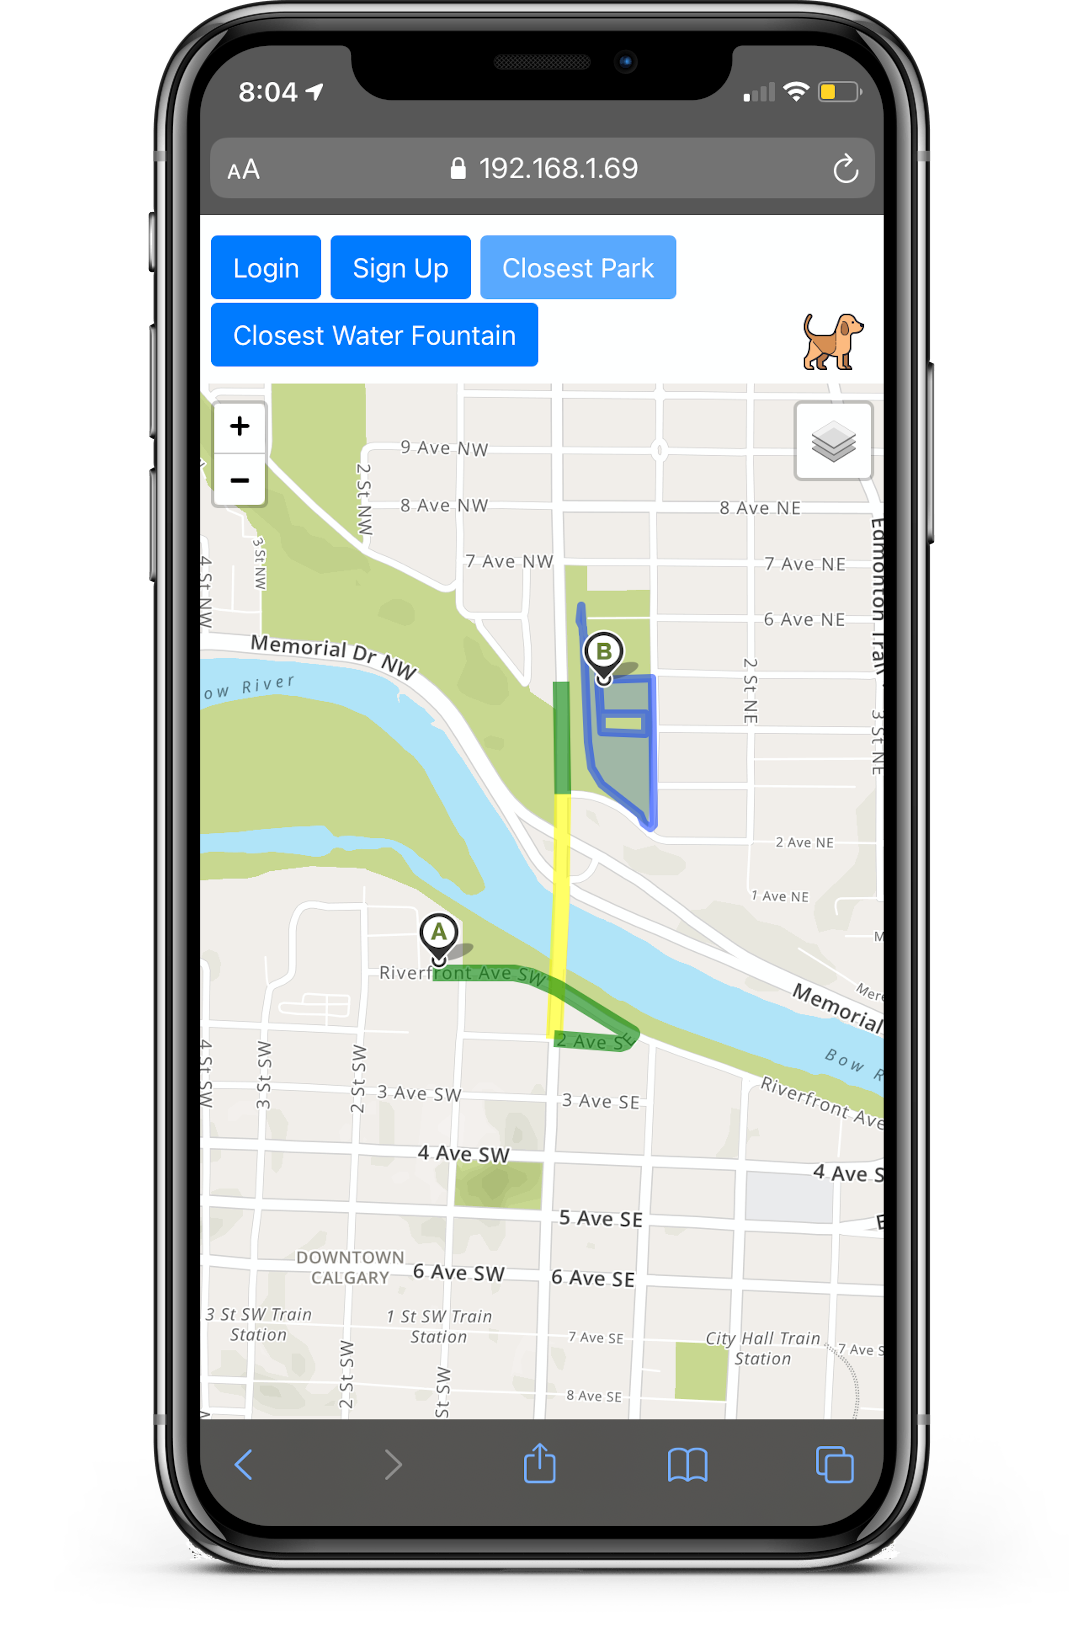 8:04
AA 192.168.1.69
Login Sign Up Closest Park
Closest Water Fountain
+
−
9 Ave NW
2 St NW
8 Ave NW
8 Ave NE
3 St NW
4 St NW
7 Ave NW
7 Ave NE
Edmonton Trail
6 Ave NE
Memorial Dr NW
B
2 St NE
3 St NE
ow River
2 Ave NE
1 Ave NE
A
M
Riverfront Ave SW
Mere
Memorial
2 Ave SE
Bow R
4 St SW
3 St SW
2 St SW
3 Ave SW
3 Ave SE
Riverfront Ave
4 Ave SW
4 Ave S
5 Ave SE
E
DOWNTOWN
CALGARY
6 Ave SW
6 Ave SE
3 St SW Train
Station
1 St SW Train
Station
7 Ave SE
City Hall Train
Station
7 Ave S
2 St SW
St SW
8 Ave SE